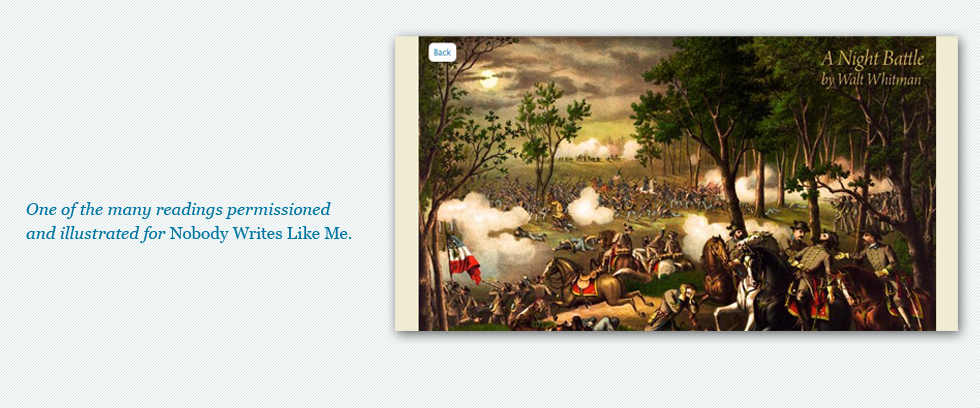 Back
A Night Battle
by Walt Whitman
One of the many readings permissioned
and illustrated for Nobody Writes Like Me.